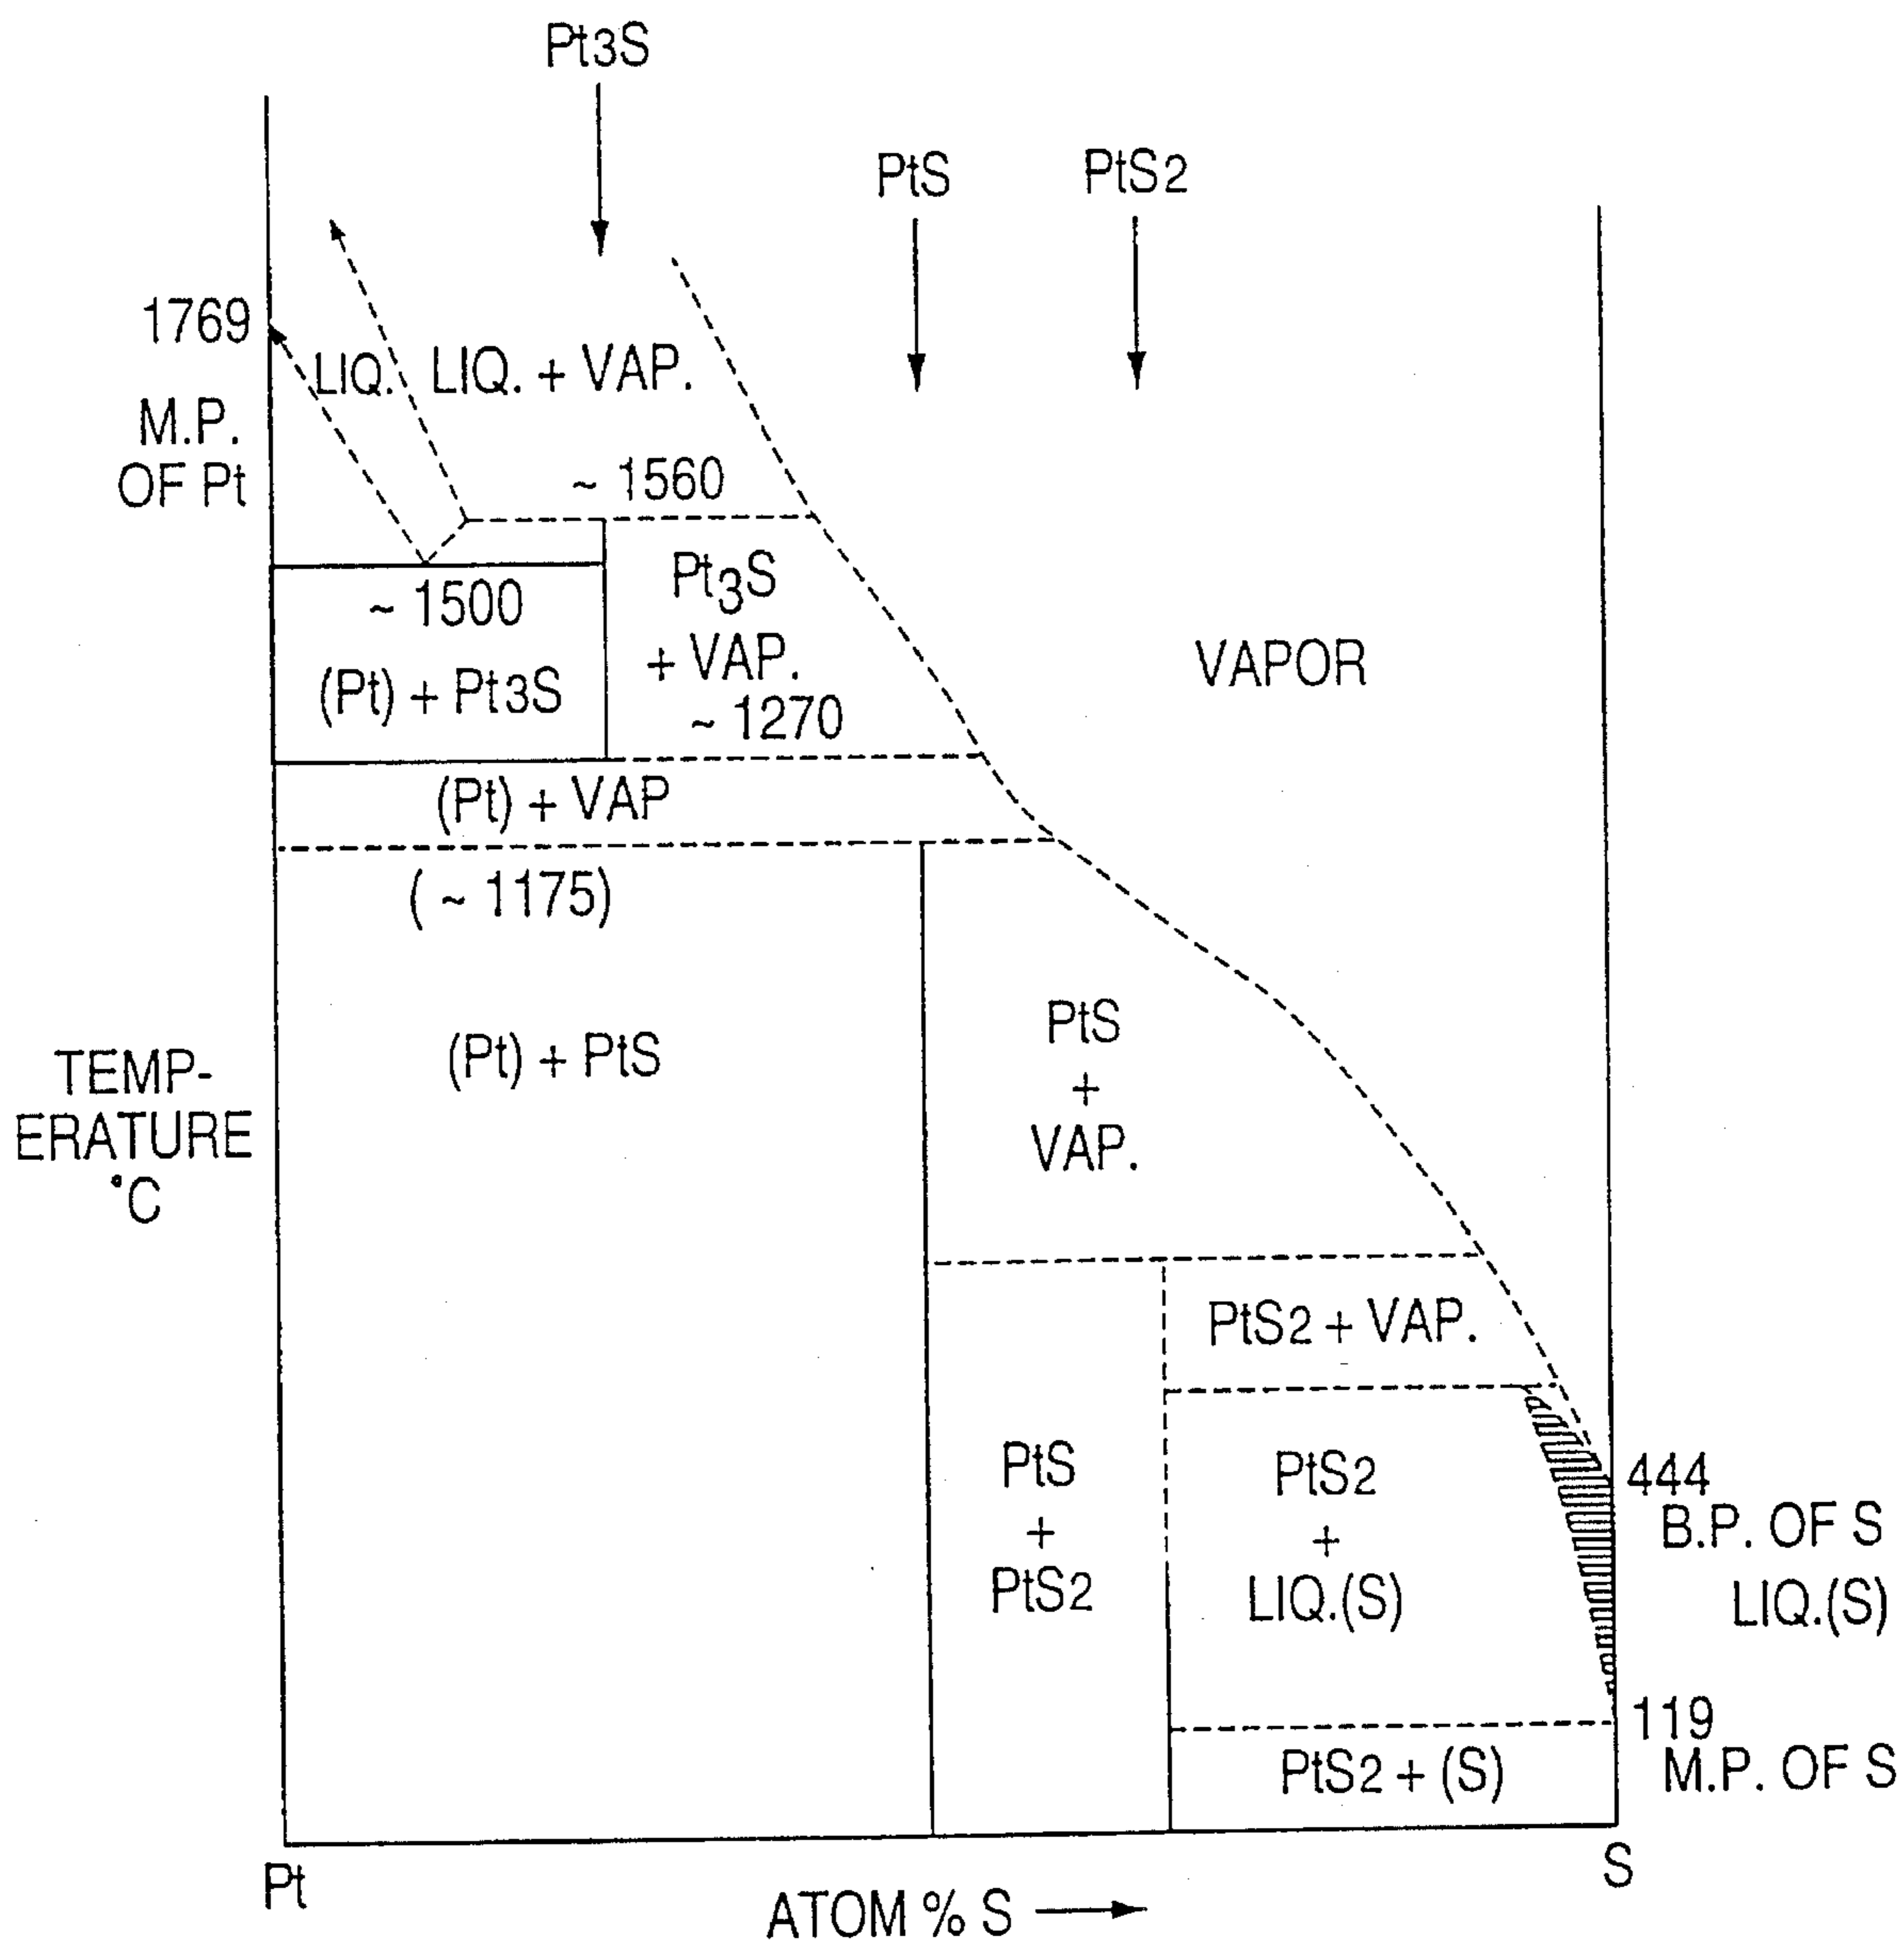 Pt3S
PtS
PtS2
1769
M.P.
OF Pt
LIQ.
LIQ. + VAP.
~ 1560
Pt3S
+ VAP.
~ 1270
~ 1500
(Pt) + Pt3S
VAPOR
(Pt) + VAP
(~ 1175)
(Pt) + PtS
PtS
+
VAP.
TEMP-
ERATURE
°C
PtS2 + VAP.
PtS
+
PtS2
PtS2
+
LIQ.(S)
444
B.P. OF S
LIQ.(S)
119
M.P. OF S
PtS2 + (S)
Pt
S
ATOM % S